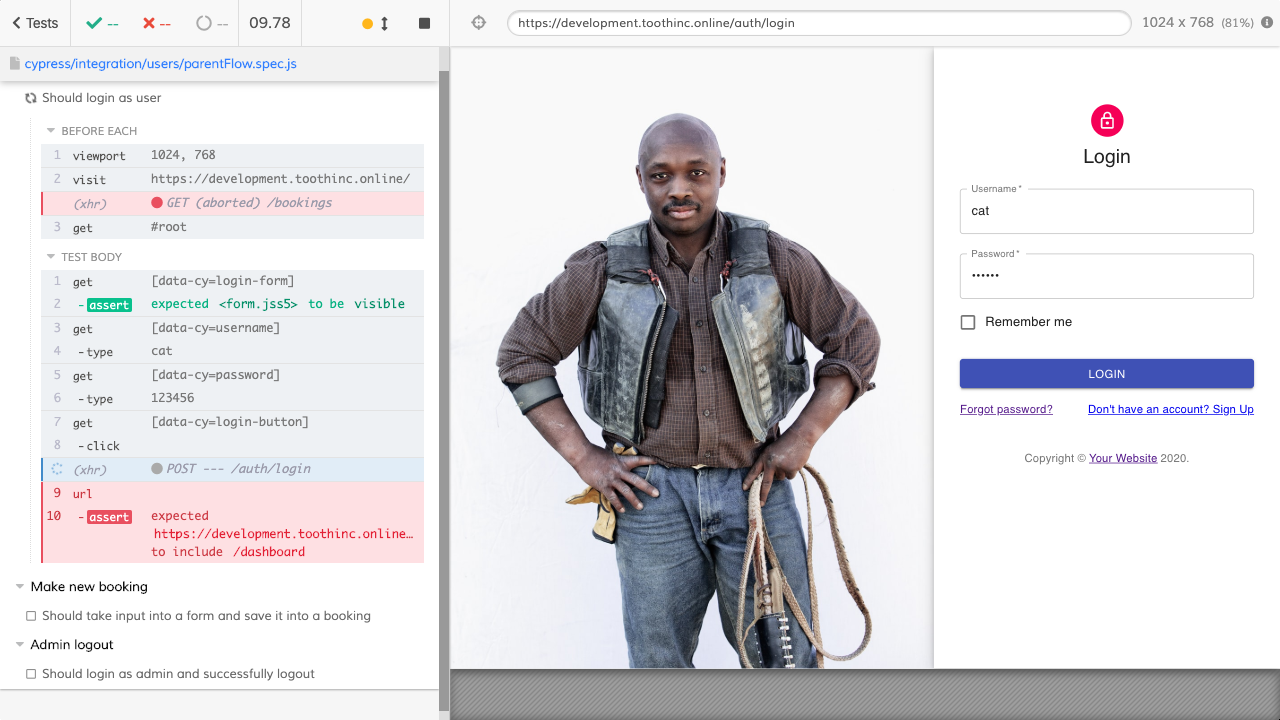 Tests
--
--
--
09.78
https://development.toothinc.online/auth/login
1024 x 768 (81%)
cypress/integration/users/parentFlow.spec.js
Should login as user
BEFORE EACH
1 viewport 1024, 768
2 visit https://development.toothinc.online/
(xhr) GET (aborted) /bookings
3 get #root
TEST BODY
1 get [data-cy=login-form]
2 -assert expected <form.jss5> to be visible
3 get [data-cy=username]
4 -type cat
5 get [data-cy=password]
6 -type 123456
7 get [data-cy=login-button]
8 -click
(xhr) POST --- /auth/login
9 url
10 -assert expected
https://development.toothinc.online…
to include /dashboard
Make new booking
Should take input into a form and save it into a booking
Admin logout
Should login as admin and successfully logout
Login
Username *
cat
Password *
••••••
Remember me
LOGIN
Forgot password? Don't have an account? Sign Up
Copyright © Your Website 2020.